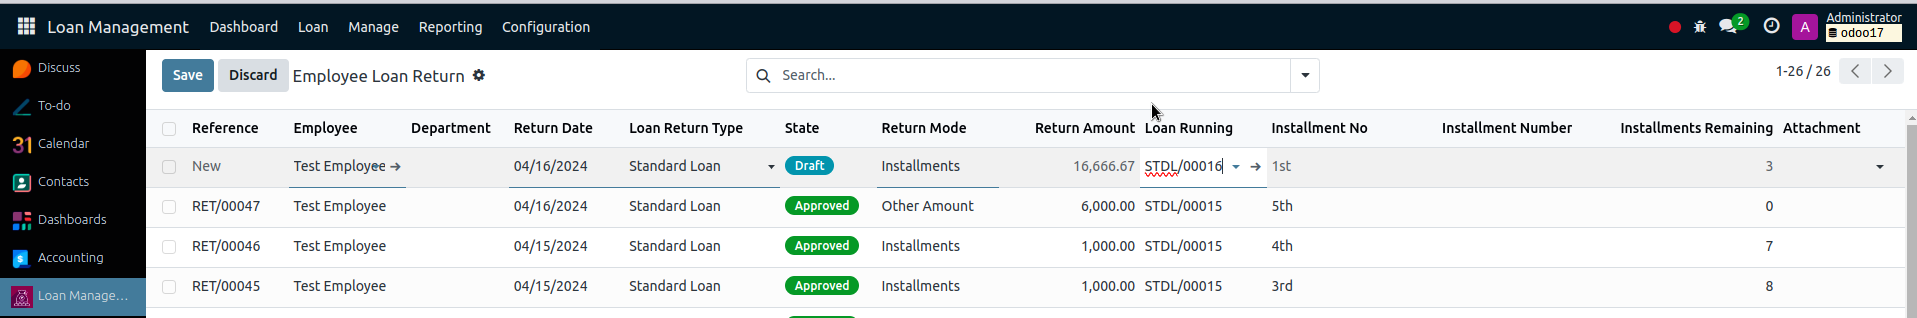 Loan Management Dashboard Loan Manage Reporting Configuration 2 A Administrator
odoo17
Discuss
To-do
31 Calendar
Contacts
Dashboards
Accounting
Loan Manage...
Save Discard Employee Loan Return Search... 1-26 / 26
Reference Employee Department Return Date Loan Return Type State Return Mode Return Amount Loan Running Installment No Installment Number Installments Remaining Attachment
New Test Employee 04/16/2024 Standard Loan Draft Installments 16,666.67 STDL/00016 1st 3
RET/00047 Test Employee 04/16/2024 Standard Loan Approved Other Amount 6,000.00 STDL/00015 5th 0
RET/00046 Test Employee 04/15/2024 Standard Loan Approved Installments 1,000.00 STDL/00015 4th 7
RET/00045 Test Employee 04/15/2024 Standard Loan Approved Installments 1,000.00 STDL/00015 3rd 8